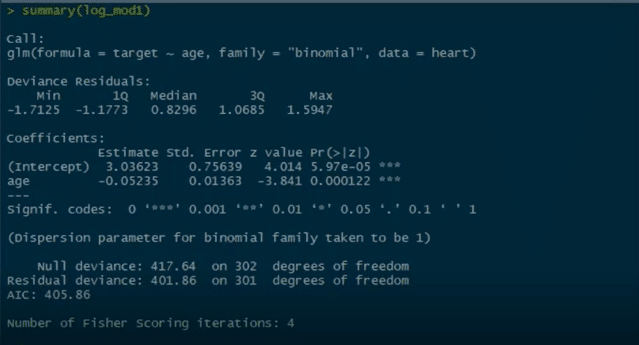 > summary(log_mod1)
Call:
glm(formula = target ~ age, family = "binomial", data = heart)
Deviance Residuals:
Min 1Q Median 3Q Max
-1.7125 -1.1773 0.8296 1.0685 1.5947
Coefficients:
Estimate Std. Error z value Pr(>|z|)
(Intercept) 3.03623 0.75639 4.014 5.97e-05 ***
age -0.05235 0.01363 -3.841 0.000122 ***
---
Signif. codes: 0 ‘***’ 0.001 ‘**’ 0.01 ‘*’ 0.05 ‘.’ 0.1 ‘ ’ 1
(Dispersion parameter for binomial family taken to be 1)
Null deviance: 417.64 on 302 degrees of freedom
Residual deviance: 401.86 on 301 degrees of freedom
AIC: 405.86
Number of Fisher Scoring iterations: 4